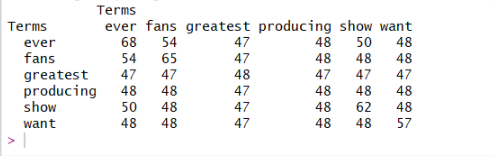 Terms
Terms ever fans greatest producing show want
ever 68 54 47 48 50 48
fans 54 65 47 48 48 48
greatest 47 47 48 47 47 47
producing 48 48 47 48 48 48
show 50 48 47 48 62 48
want 48 48 47 48 48 57
>